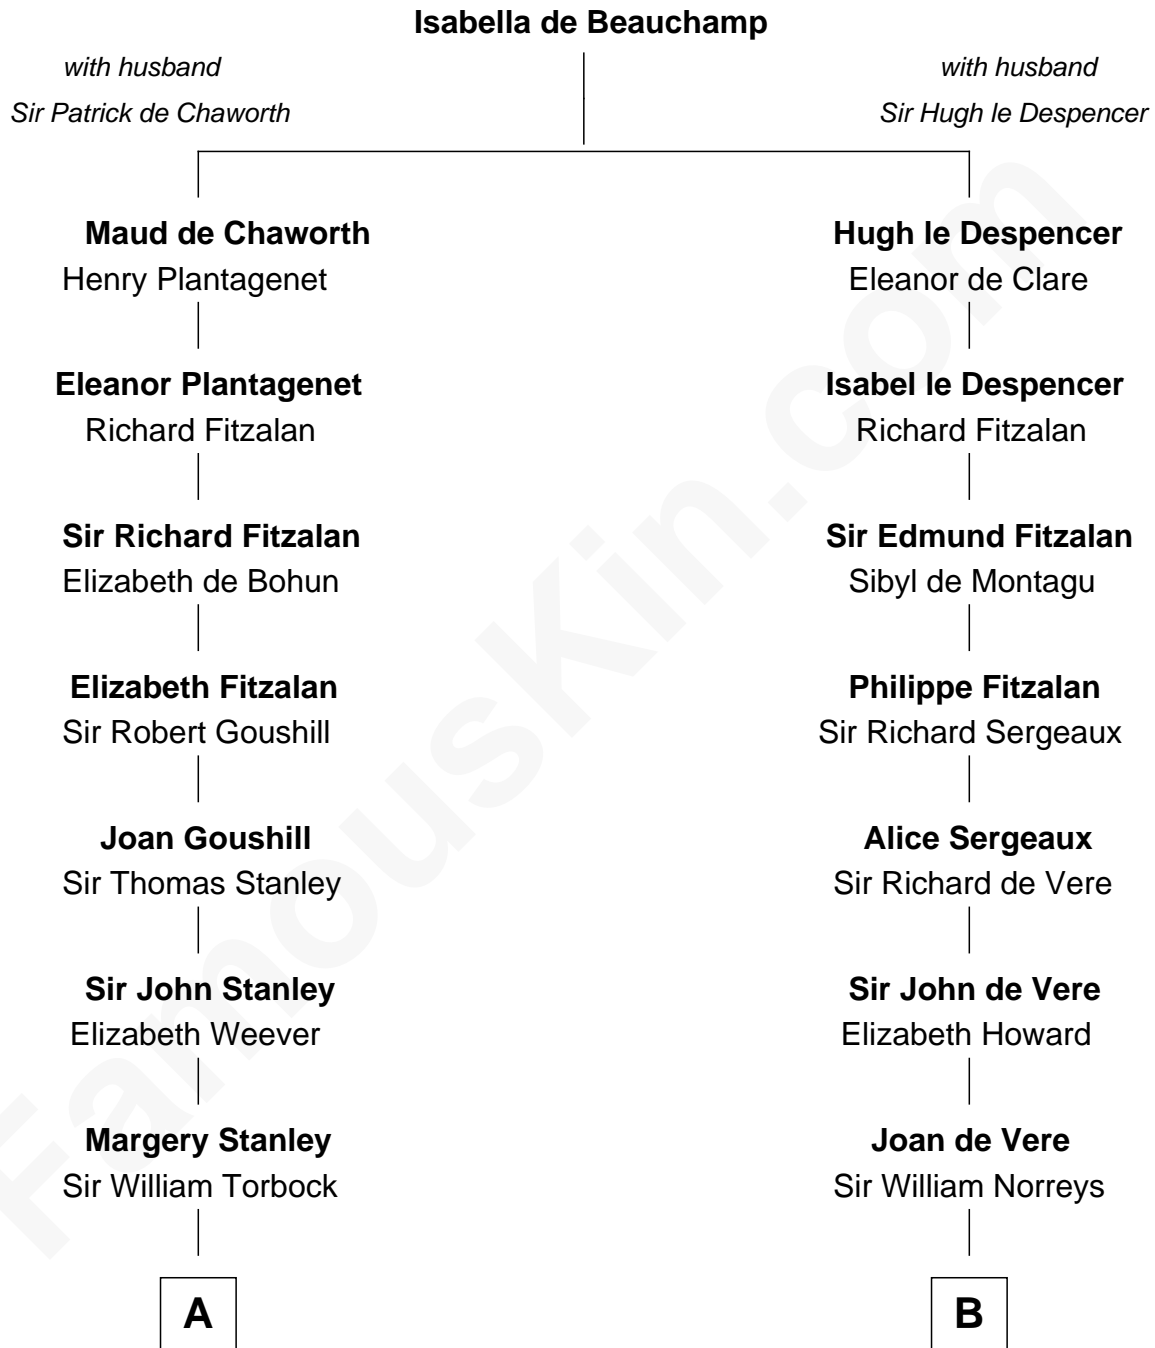 Isabella de Beauchamp
with husband
Sir Patrick de Chaworth
with husband
Sir Hugh le Despencer
Maud de Chaworth
Henry Plantagenet
Eleanor Plantagenet
Richard Fitzalan
Sir Richard Fitzalan
Elizabeth de Bohun
Elizabeth Fitzalan
Sir Robert Goushill
Joan Goushill
Sir Thomas Stanley
Sir John Stanley
Elizabeth Weever
Margery Stanley
Sir William Torbock
A
Hugh le Despencer
Eleanor de Clare
Isabel le Despencer
Richard Fitzalan
Sir Edmund Fitzalan
Sibyl de Montagu
Philippe Fitzalan
Sir Richard Sergeaux
Alice Sergeaux
Sir Richard de Vere
Sir John de Vere
Elizabeth Howard
Joan de Vere
Sir William Norreys
B
FamousKin.com